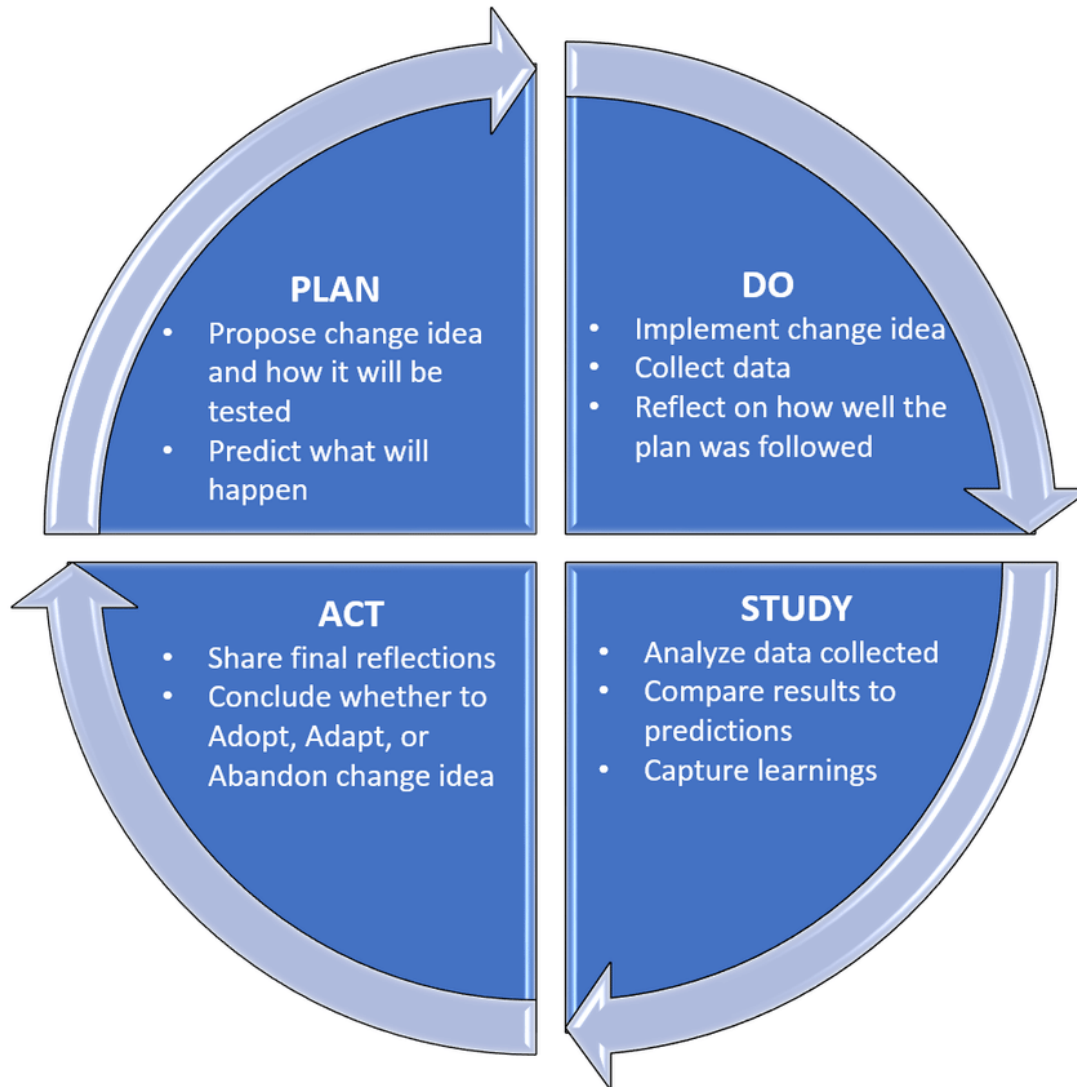 PLAN
• Propose change idea
and how it will be
tested
• Predict what will
happen
DO
• Implement change idea
• Collect data
• Reflect on how well the
plan was followed
ACT
• Share final reflections
• Conclude whether to
Adopt, Adapt, or
Abandon change idea
STUDY
• Analyze data collected
• Compare results to
predictions
• Capture learnings